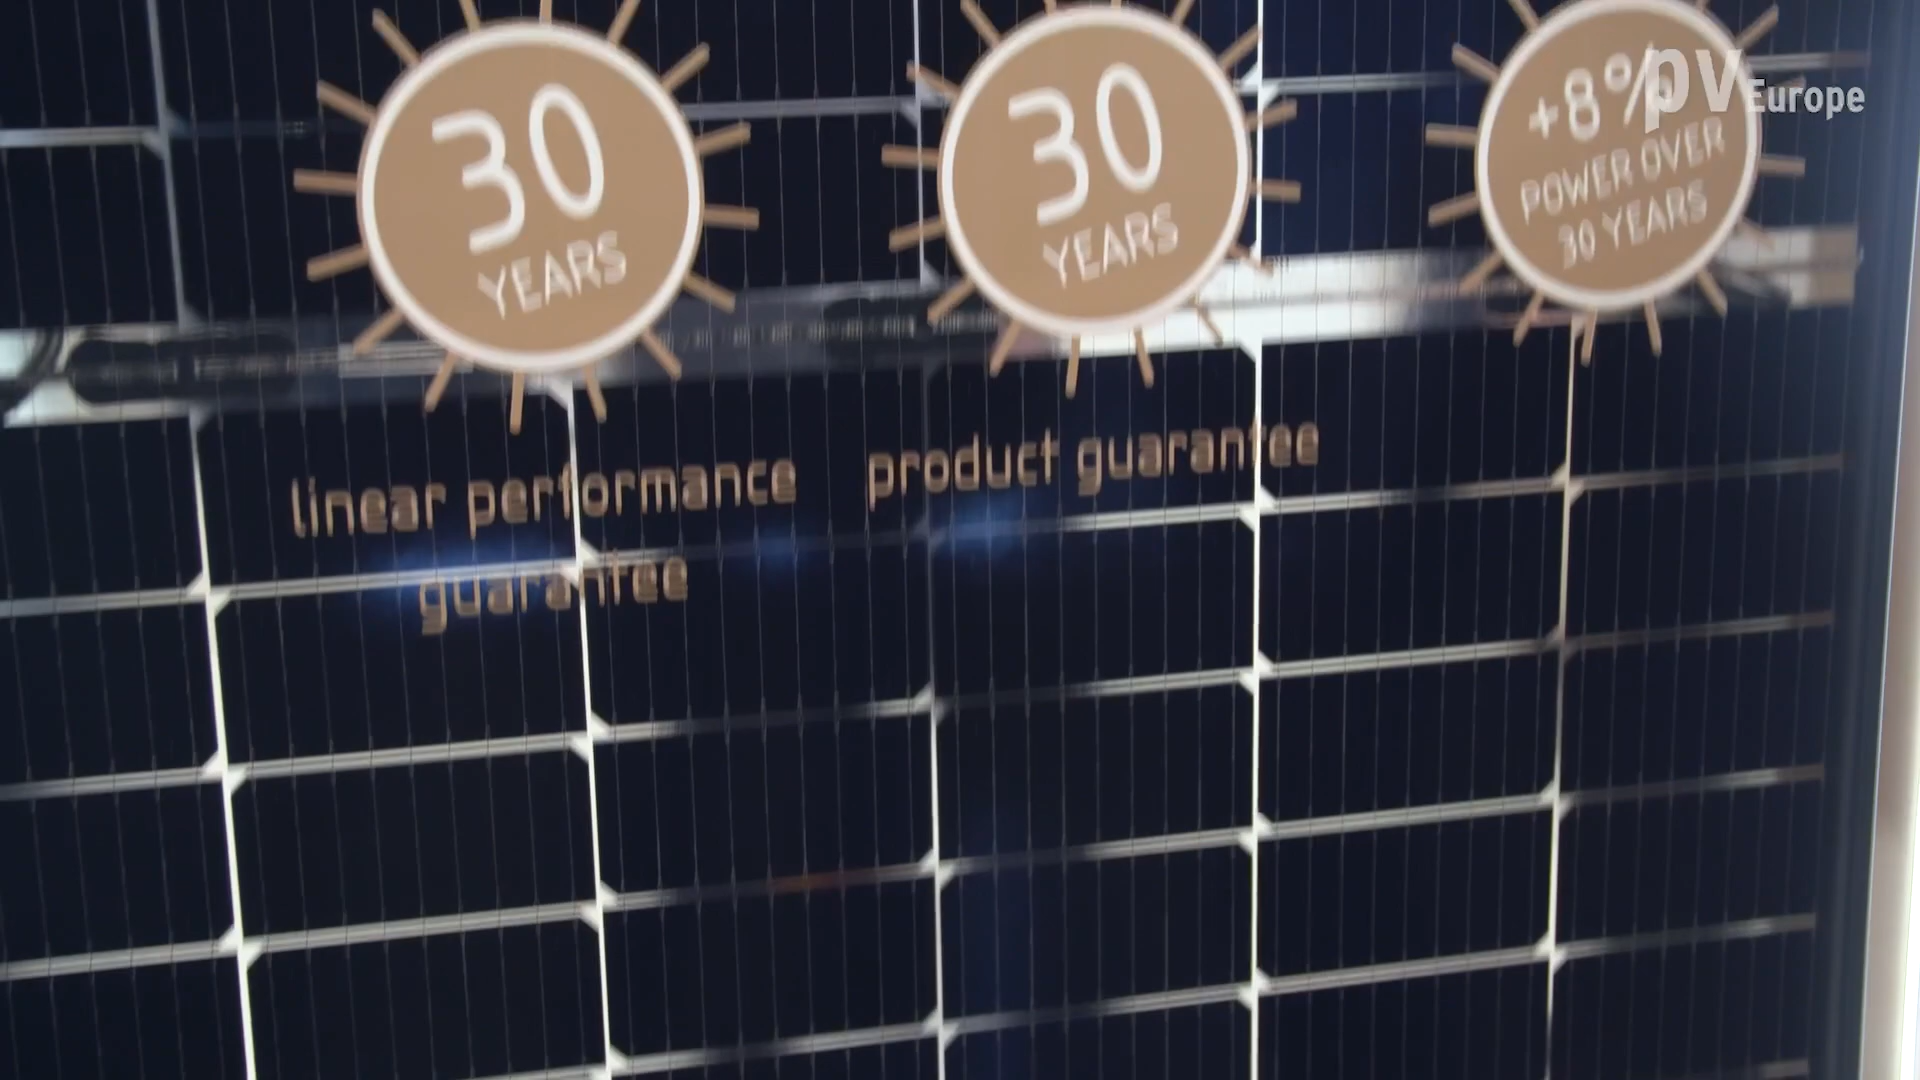 30
YEARS
linear performance
guarantee
30
YEARS
product guarantee
+8%
POWER OVER
30 YEARS
pv Europe